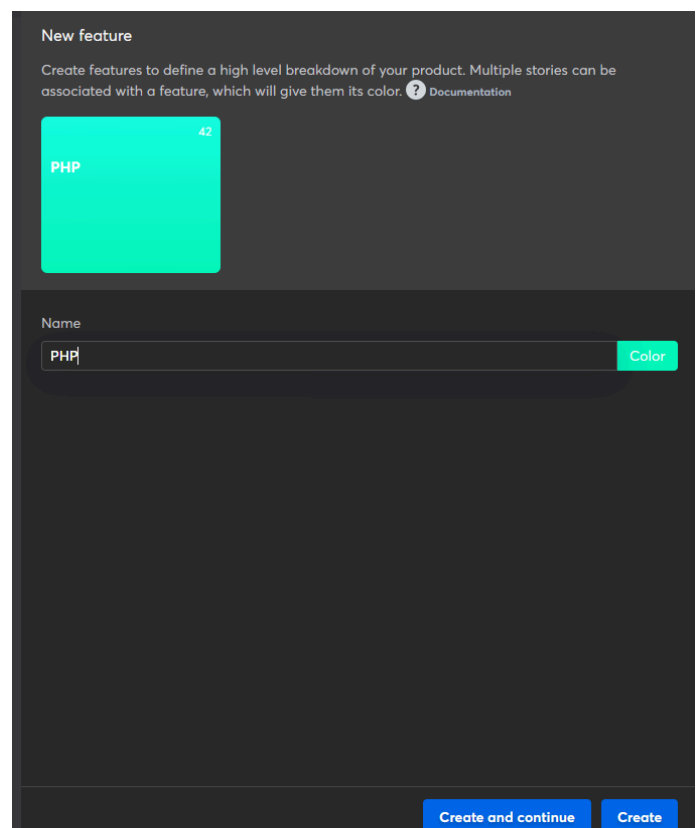 New feature
Create features to define a high level breakdown of your product. Multiple stories can be
associated with a feature, which will give them its color. ? Documentation
42
PHP
Name
PHP
Color
Create and continue
Create